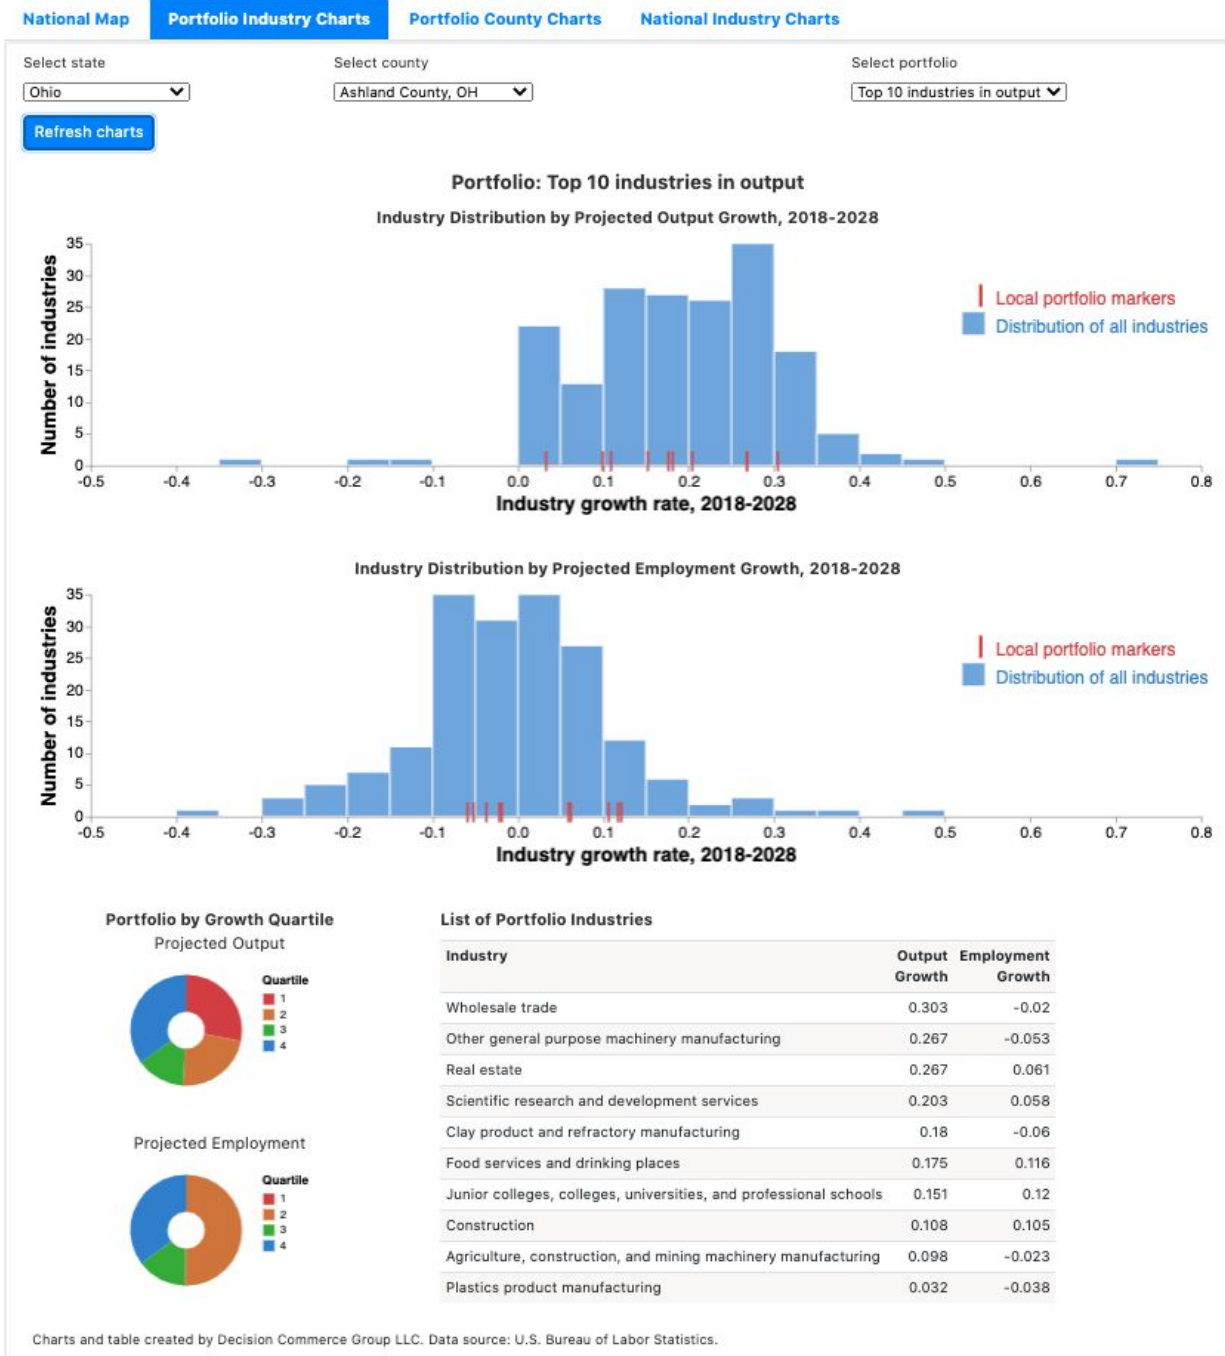 National Map Portfolio Industry Charts Portfolio County Charts National Industry Charts
Select state Select county Select portfolio
Ohio Ashland County, OH Top 10 industries in output
Refresh charts
Portfolio: Top 10 industries in output
Industry Distribution by Projected Output Growth, 2018-2028
Number of industries
35
30
25
20
15
10
5
0
Local portfolio markers
Distribution of all industries
-0.5 -0.4 -0.3 -0.2 -0.1 0.0 0.1 0.2 0.3 0.4 0.5 0.6 0.7 0.8
Industry growth rate, 2018-2028
Industry Distribution by Projected Employment Growth, 2018-2028
Number of industries
35
30
25
20
15
10
5
0
Local portfolio markers
Distribution of all industries
-0.5 -0.4 -0.3 -0.2 -0.1 0.0 0.1 0.2 0.3 0.4 0.5 0.6 0.7 0.8
Industry growth rate, 2018-2028
Portfolio by Growth Quartile
Projected Output
Quartile
1
2
3
4
Projected Employment
Quartile
1
2
3
4
List of Portfolio Industries
Industry Output Growth Employment Growth
Wholesale trade 0.303 -0.02
Other general purpose machinery manufacturing 0.267 -0.053
Real estate 0.267 0.061
Scientific research and development services 0.203 0.058
Clay product and refractory manufacturing 0.18 -0.06
Food services and drinking places 0.175 0.116
Junior colleges, colleges, universities, and professional schools 0.151 0.12
Construction 0.108 0.105
Agriculture, construction, and mining machinery manufacturing 0.098 -0.023
Plastics product manufacturing 0.032 -0.038
Charts and table created by Decision Commerce Group LLC. Data source: U.S. Bureau of Labor Statistics.